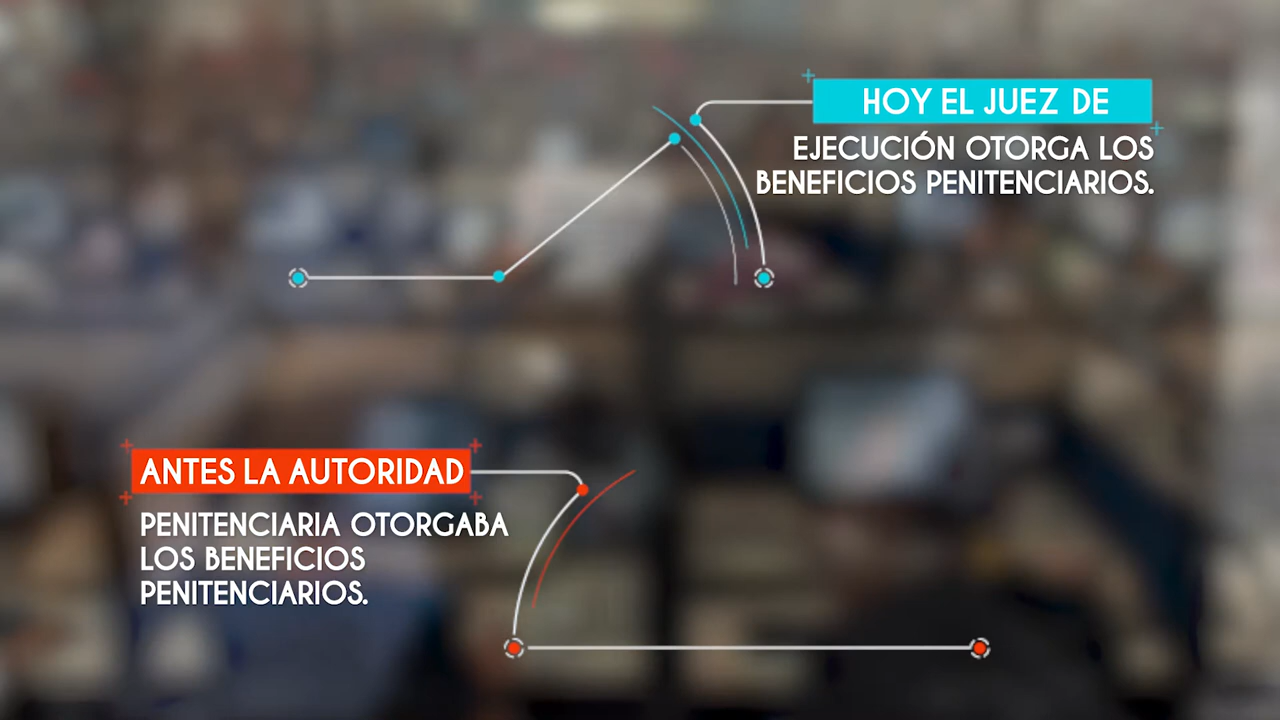 HOY EL JUEZ DE
EJECUCIÓN OTORGA LOS
BENEFICIOS PENITENCIARIOS.
ANTES LA AUTORIDAD
PENITENCIARIA OTORGABA
LOS BENEFICIOS
PENITENCIARIOS.